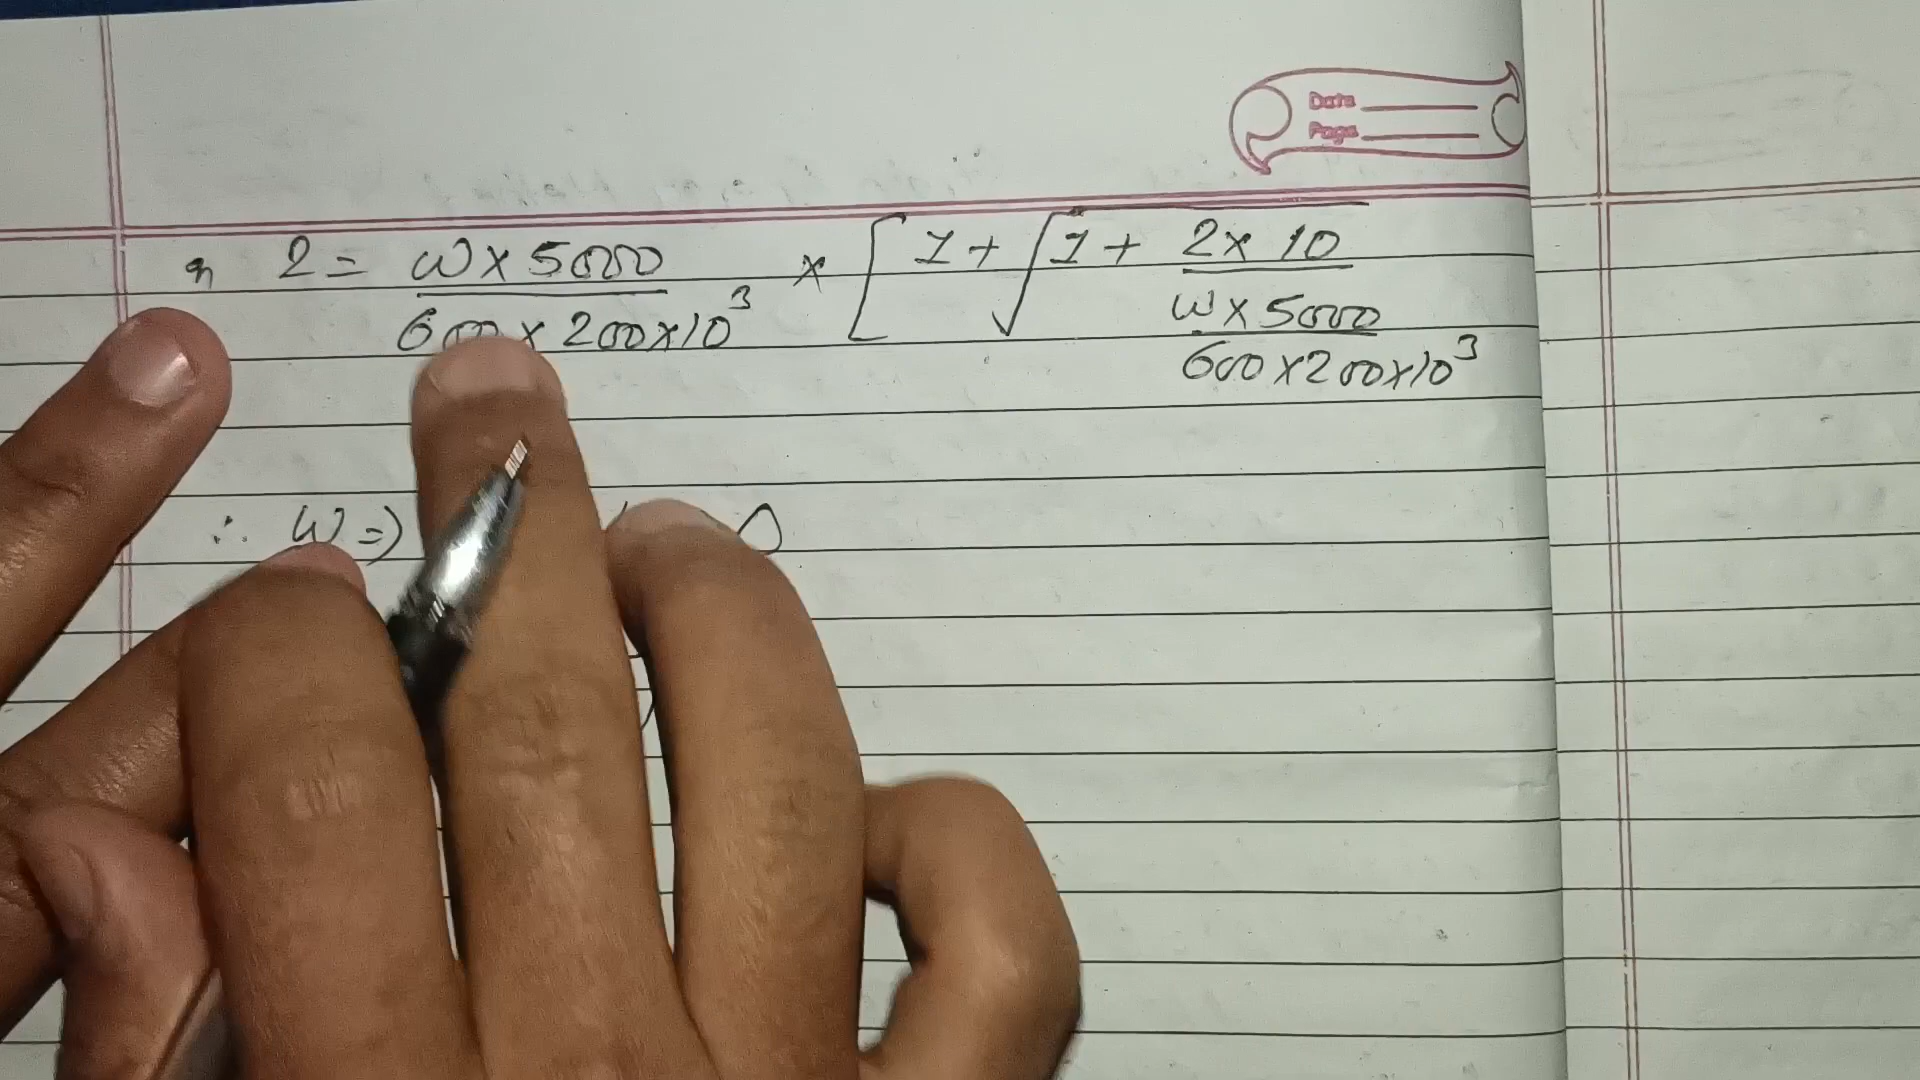 Date
Page
2 = W x 5000 / 600 x 200 x 10³ x [ 1 + √ 1 + 2 x 10 / W x 5000 / 600 x 200 x 10³
∴ W ⇒